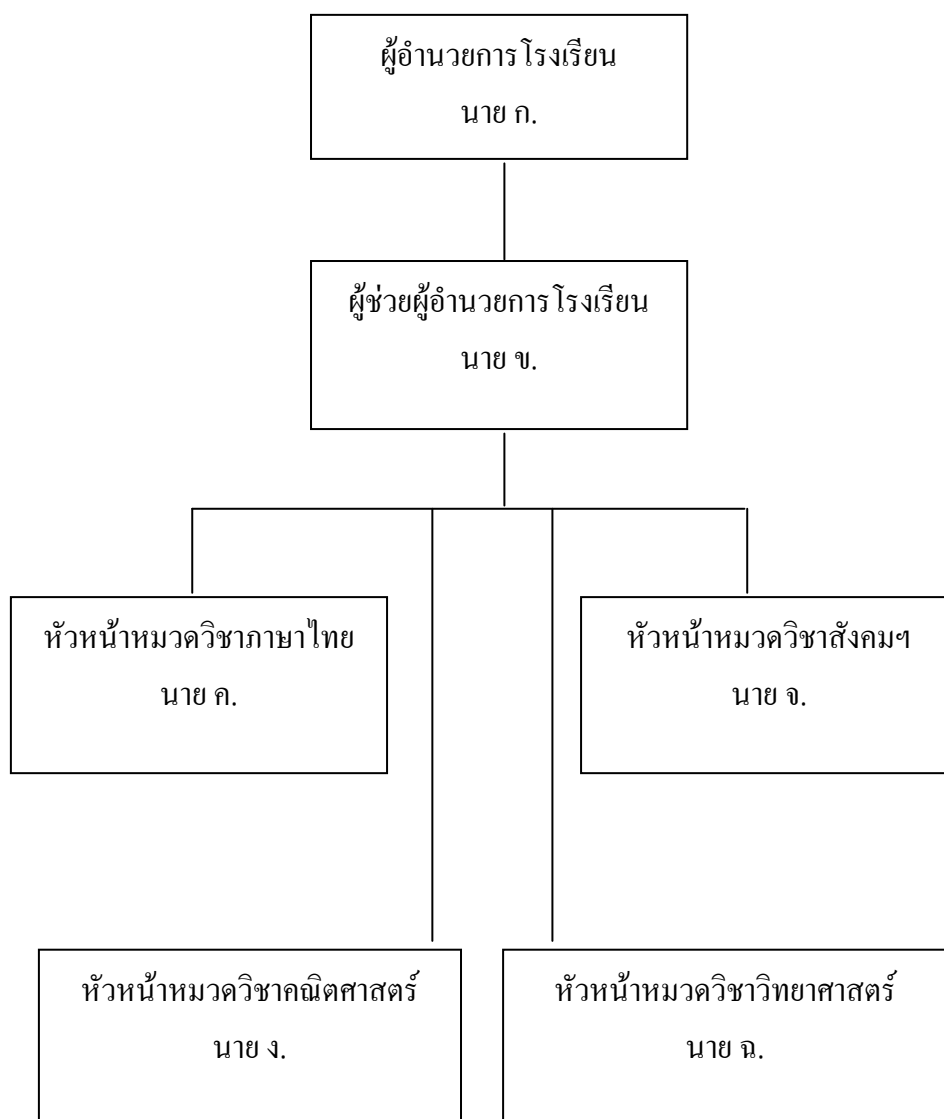 ผู้อำนวยการโรงเรียน
นาย ก.
ผู้ช่วยผู้อำนวยการโรงเรียน
นาย ข.
หัวหน้าหมวดวิชาภาษาไทย
นาย ค.
หัวหน้าหมวดวิชาสังคมฯ
นาย จ.
หัวหน้าหมวดวิชาคณิตศาสตร์
นาย ง.
หัวหน้าหมวดวิชาวิทยาศาสตร์
นาย ฉ.